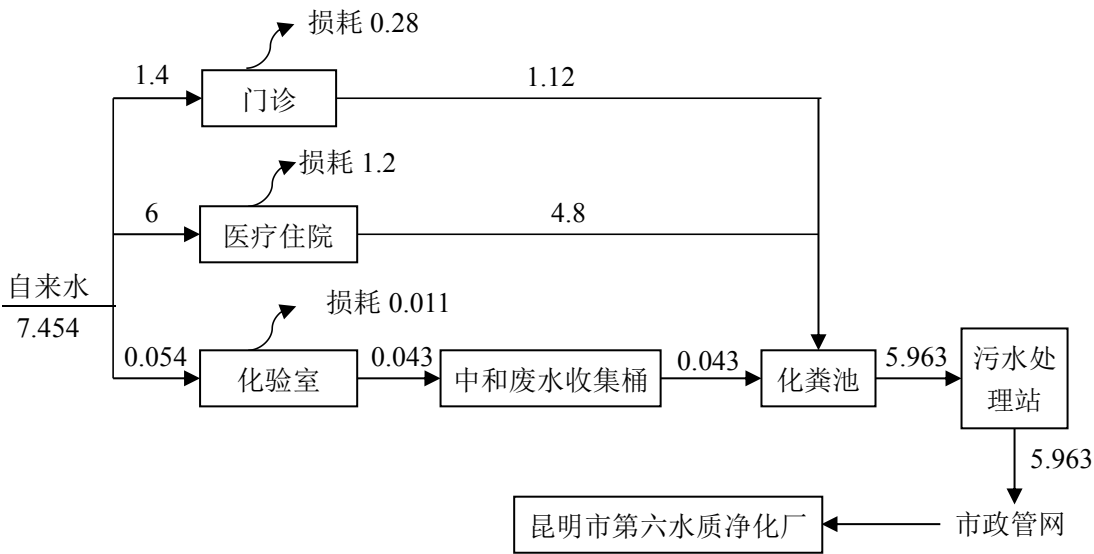 损耗 0.28
1.4
门诊
1.12
损耗 1.2
6
医疗住院
4.8
自来水
7.454
损耗 0.011
0.054
化验室
0.043
中和废水收集桶
0.043
化粪池
5.963
污水处
理站
5.963
昆明市第六水质净化厂
市政管网